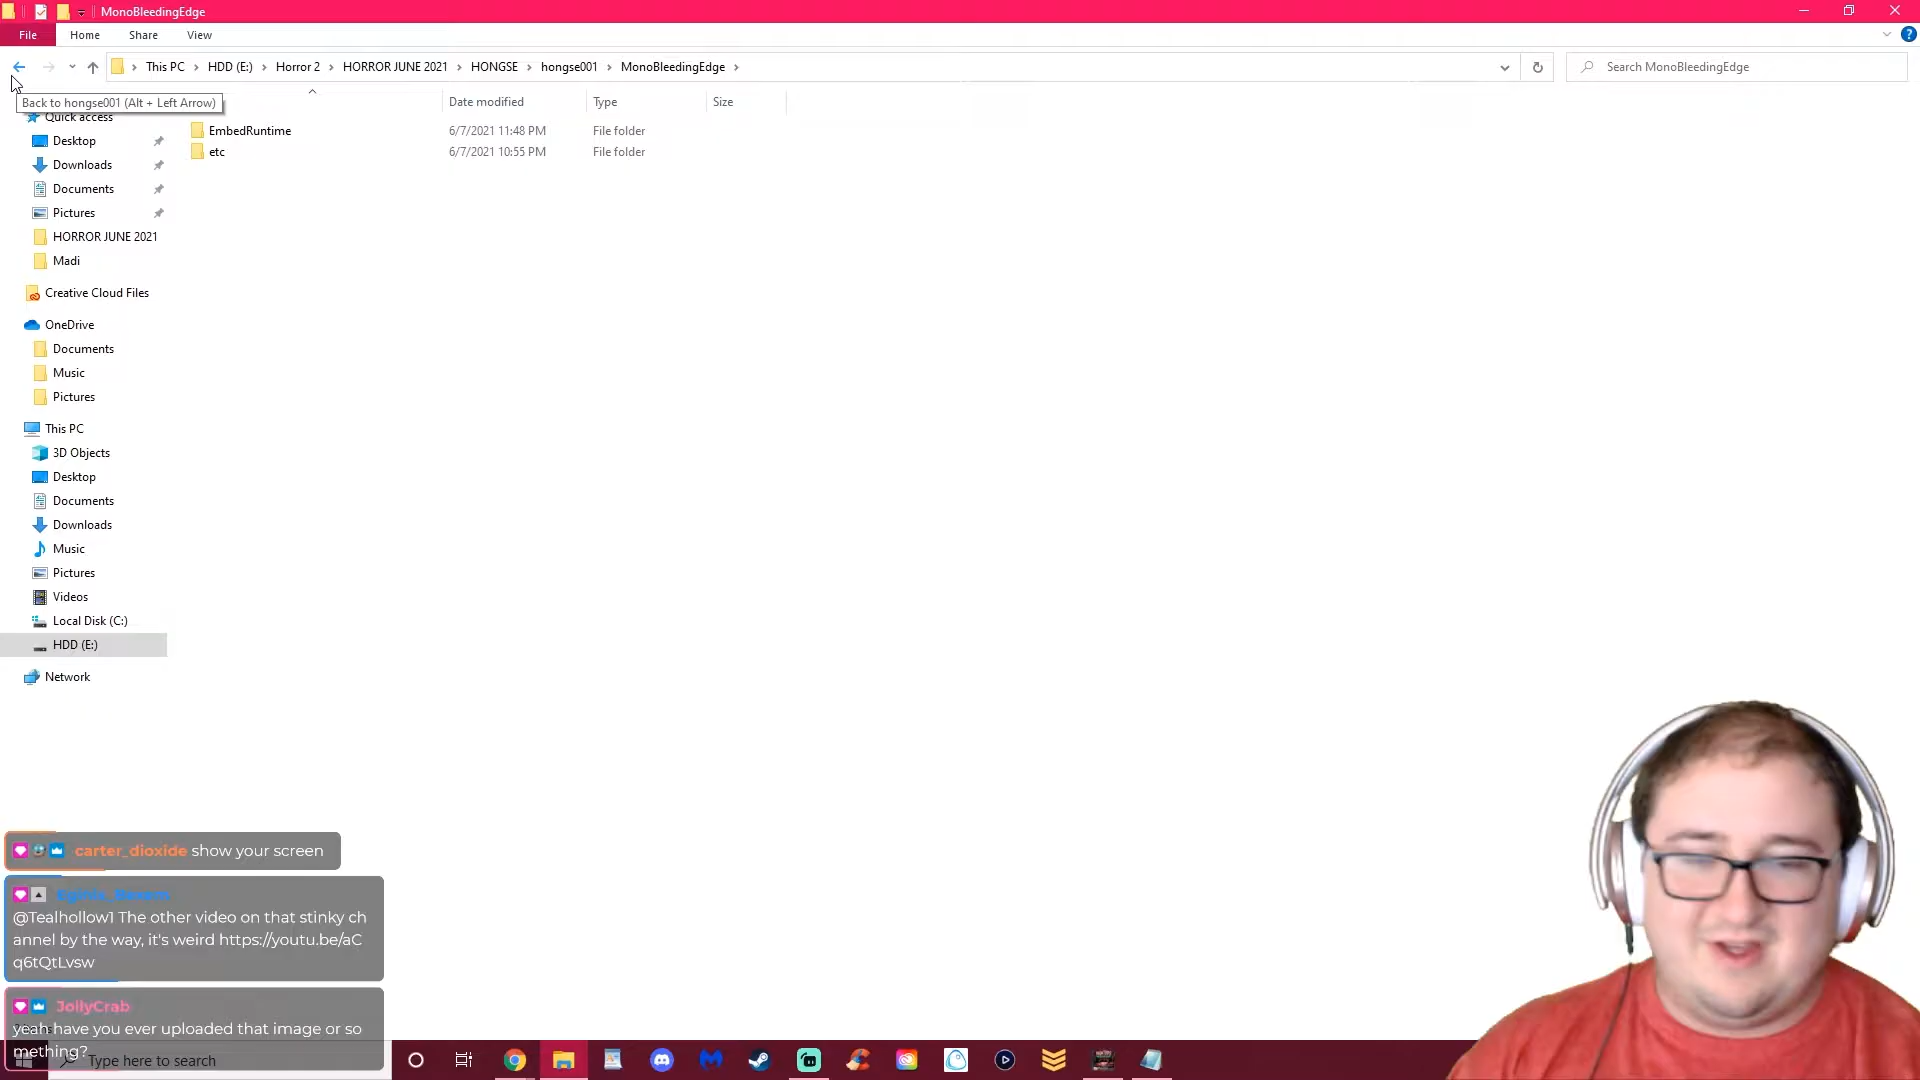 MonoBleedingEdge
File Home Share View
This PC HDD (E:) Horror 2 HORROR JUNE 2021 HONGSE hongse001 MonoBleedingEdge
Search MonoBleedingEdge
Back to hongse001 (Alt + Left Arrow)
Date modified Type Size
Quick access
EmbedRuntime 6/7/2021 11:48 PM File folder
etc 6/7/2021 10:55 PM File folder
Desktop
Downloads
Documents
Pictures
HORROR JUNE 2021
Madi
Creative Cloud Files
OneDrive
Documents
Music
Pictures
This PC
3D Objects
Desktop
Documents
Downloads
Music
Pictures
Videos
Local Disk (C:)
HDD (E:)
Network
carter_dioxide show your screen
@Tealhollow1 The other video on that stinky ch
annel by the way, it's weird https://youtu.be/aC
q6tQtLvsw
JollyCrab
yeah have you ever uploaded that image or so
mething?
Type here to search